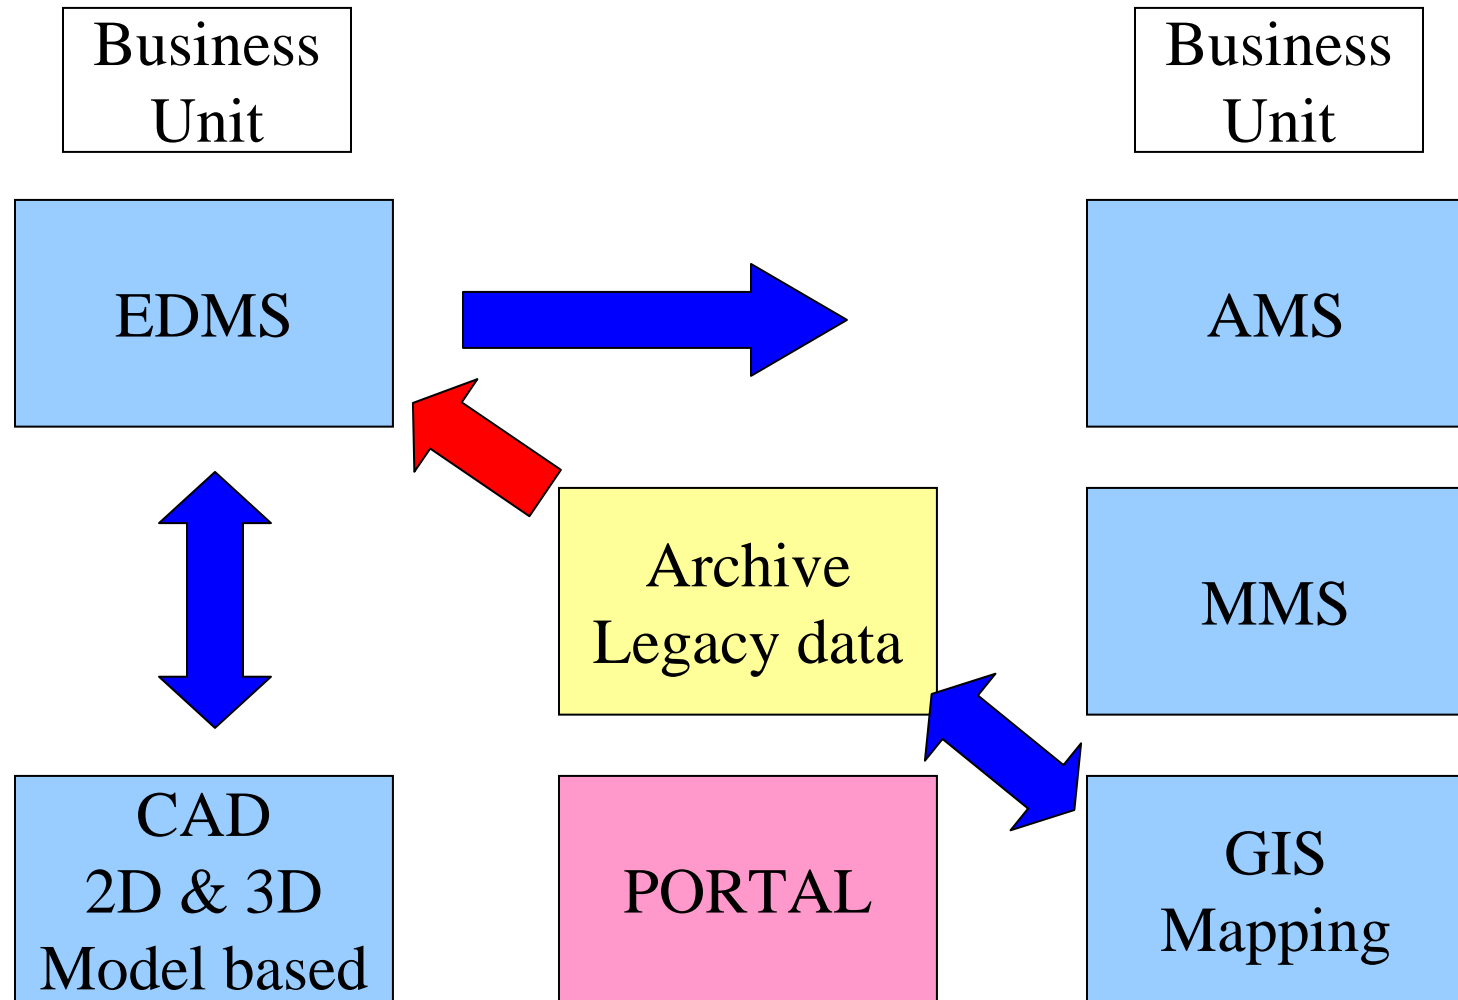 Business
Unit
Business
Unit
EDMS
AMS
Archive
Legacy data
MMS
CAD
2D & 3D
Model based
PORTAL
GIS
Mapping